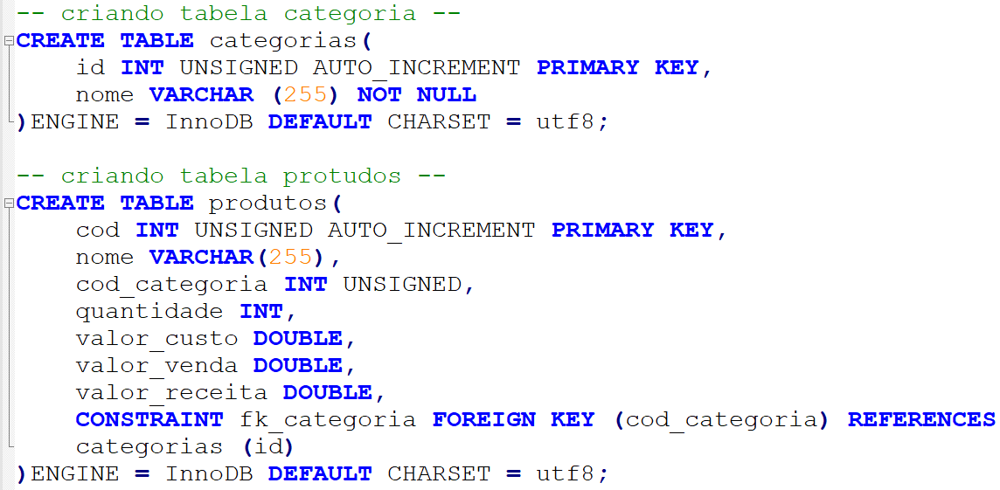 -- criando tabela categoria --
CREATE TABLE categorias(
    id INT UNSIGNED AUTO_INCREMENT PRIMARY KEY,
    nome VARCHAR (255) NOT NULL
)ENGINE = InnoDB DEFAULT CHARSET = utf8;

-- criando tabela protudos --
CREATE TABLE produtos(
    cod INT UNSIGNED AUTO_INCREMENT PRIMARY KEY,
    nome VARCHAR(255),
    cod_categoria INT UNSIGNED,
    quantidade INT,
    valor_custo DOUBLE,
    valor_venda DOUBLE,
    valor_receita DOUBLE,
    CONSTRAINT fk_categoria FOREIGN KEY (cod_categoria) REFERENCES
    categorias (id)
)ENGINE = InnoDB DEFAULT CHARSET = utf8;